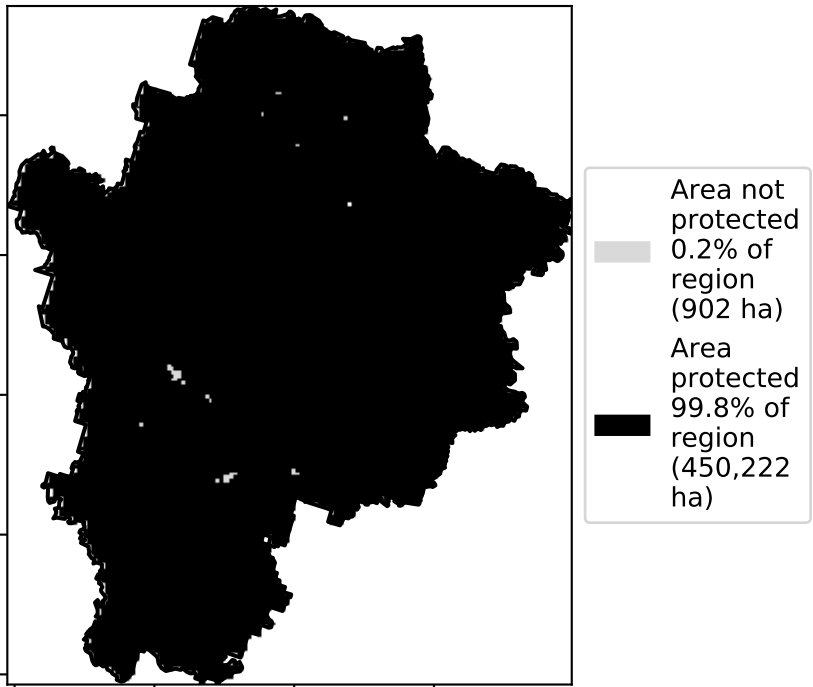 Area not
protected
0.2% of
region
(902 ha)
Area
protected
99.8% of
region
(450,222
ha)